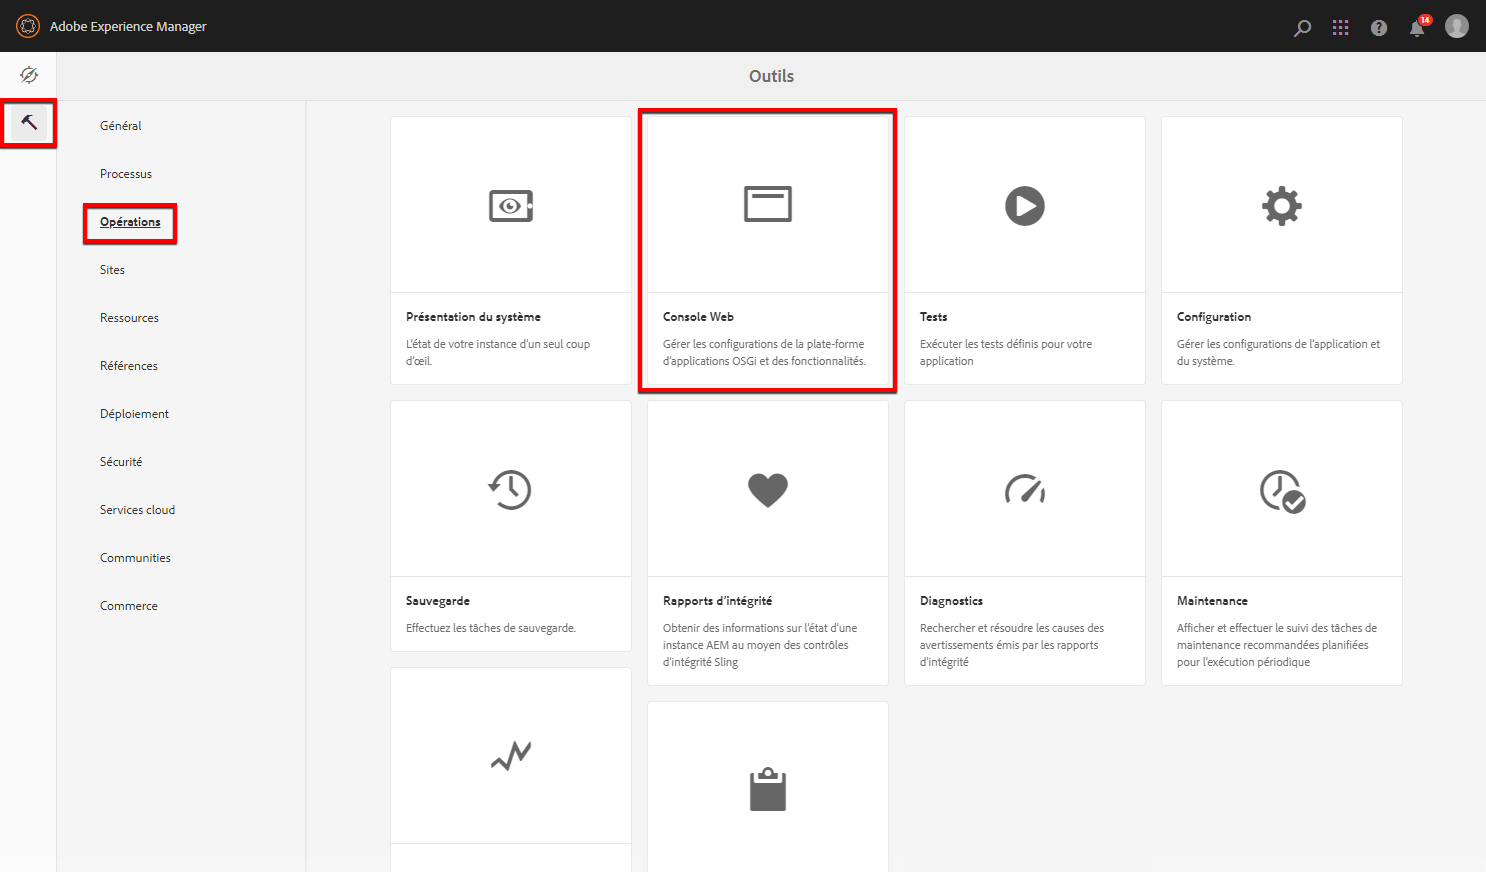 Adobe Experience Manager
14
Outils
Général
Processus
Opérations
Sites
Ressources
Références
Déploiement
Sécurité
Services cloud
Communities
Commerce
Présentation du système
L'état de votre instance d'un seul coup
d'œil.
Console Web
Gérer les configurations de la plate-forme
d'applications OSGi et des fonctionnalités.
Tests
Exécuter les tests définis pour votre
application
Configuration
Gérer les configurations de l'application et
du système.
Sauvegarde
Effectuez les tâches de sauvegarde.
Rapports d'intégrité
Obtenir des informations sur l'état d'une
instance AEM au moyen des contrôles
d'intégrité Sling
Diagnostics
Rechercher et résoudre les causes des
avertissements émis par les rapports
d'intégrité
Maintenance
Afficher et effectuer le suivi des tâches de
maintenance recommandées planifiées
pour l'exécution périodique